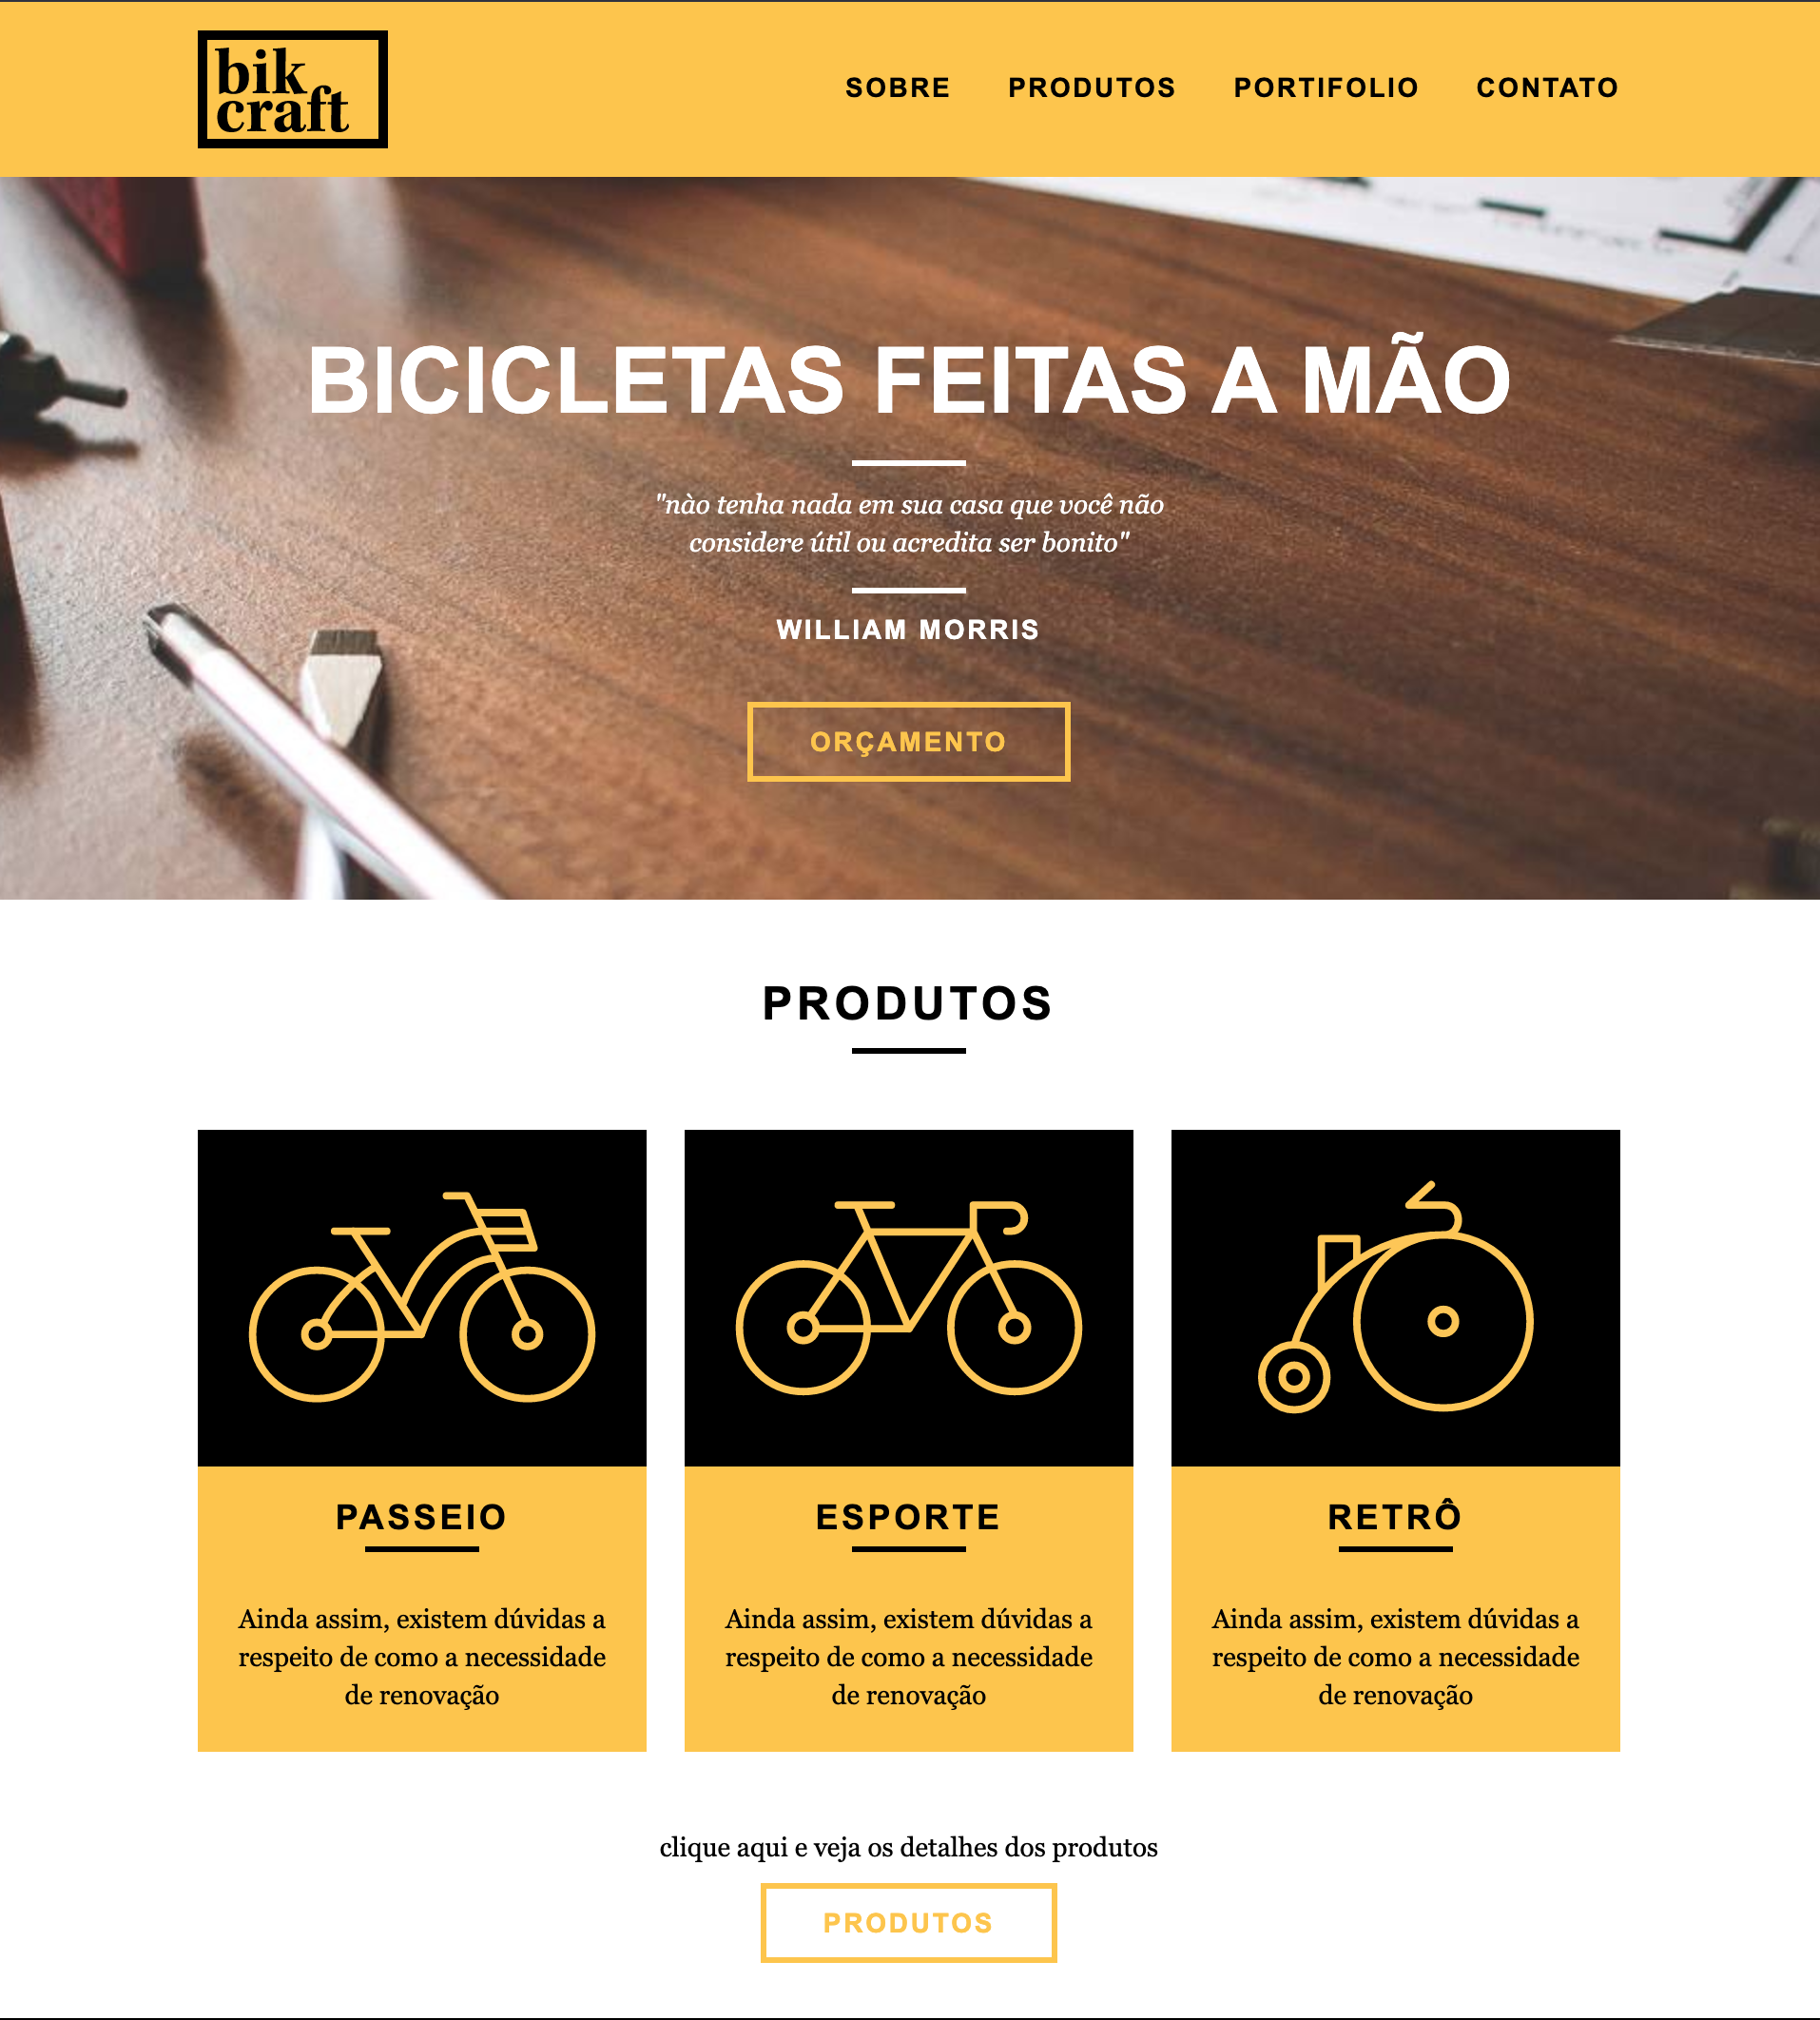 bik
craft
SOBRE PRODUTOS PORTIFOLIO CONTATO
BICICLETAS FEITAS A MÃO
"nào tenha nada em sua casa que você não
considere útil ou acredita ser bonito"
WILLIAM MORRIS
ORÇAMENTO
PRODUTOS
PASSEIO
Ainda assim, existem dúvidas a
respeito de como a necessidade
de renovação
ESPORTE
Ainda assim, existem dúvidas a
respeito de como a necessidade
de renovação
RETRÔ
Ainda assim, existem dúvidas a
respeito de como a necessidade
de renovação
clique aqui e veja os detalhes dos produtos
PRODUTOS